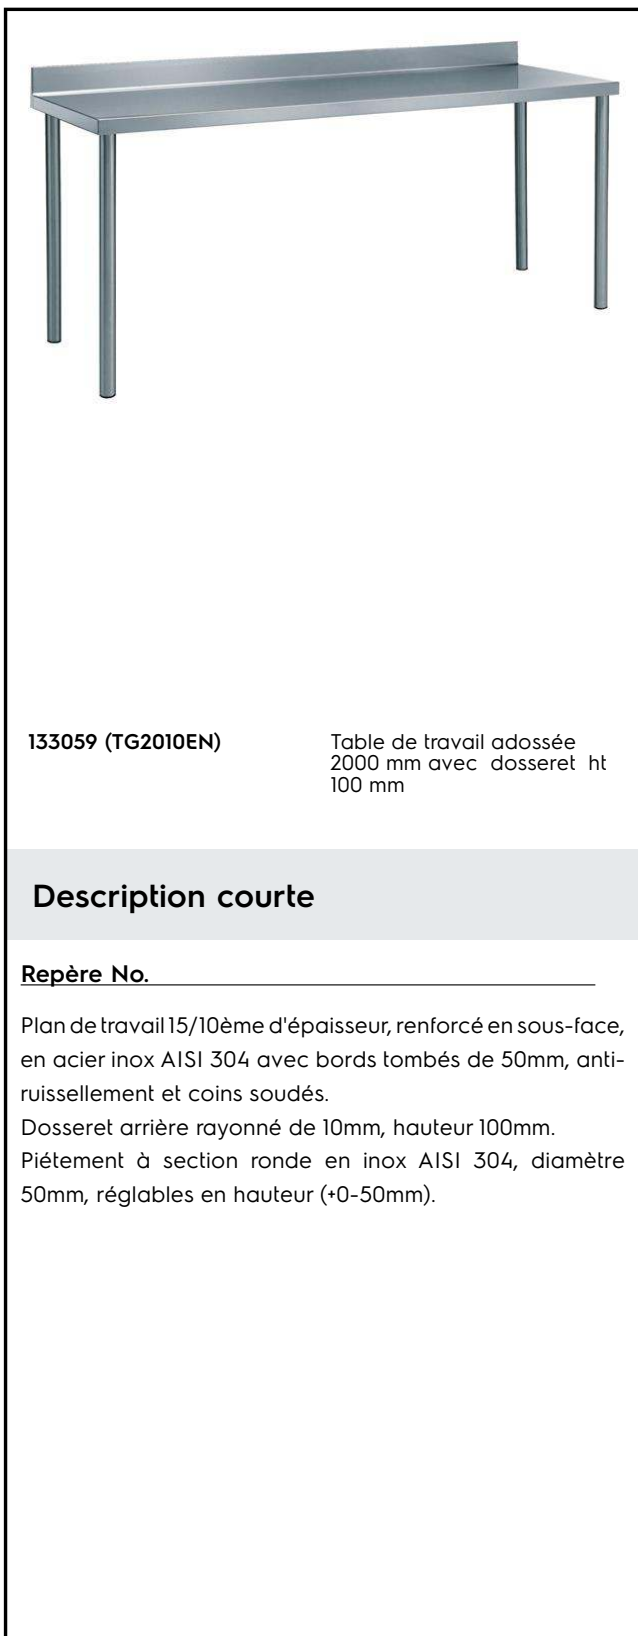 133059 (TG2010EN)
Table de travail adossée
2000 mm avec dosseret ht
100 mm
Description courte
Repère No.
Plan de travail 15/10ème d'épaisseur, renforcé en sous-face,
en acier inox AISI 304 avec bords tombés de 50mm, anti-
ruissellement et coins soudés.
Dosseret arrière rayonné de 10mm, hauteur 100mm.
Piétement à section ronde en inox AISI 304, diamètre
50mm, réglables en hauteur (+0-50mm).